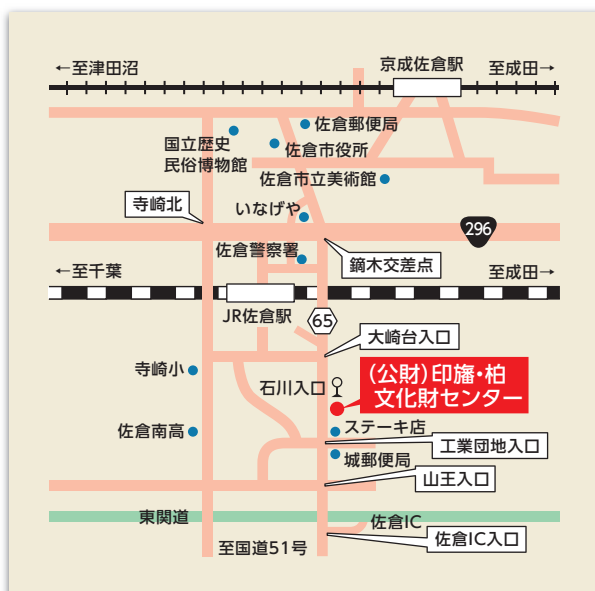 ←至津田沼
京成佐倉駅
至成田→
佐倉郵便局
国立歴史
民俗博物館
佐倉市役所
佐倉市立美術館
寺崎北
いなげや
296
佐倉警察署
鏑木交差点
←至千葉
至成田→
JR佐倉駅
65
大崎台入口
寺崎小
石川入口
(公財)印旛・柏
文化財センター
佐倉南高
ステーキ店
工業団地入口
城郵便局
山王入口
東関道
佐倉IC
佐倉IC入口
至国道51号